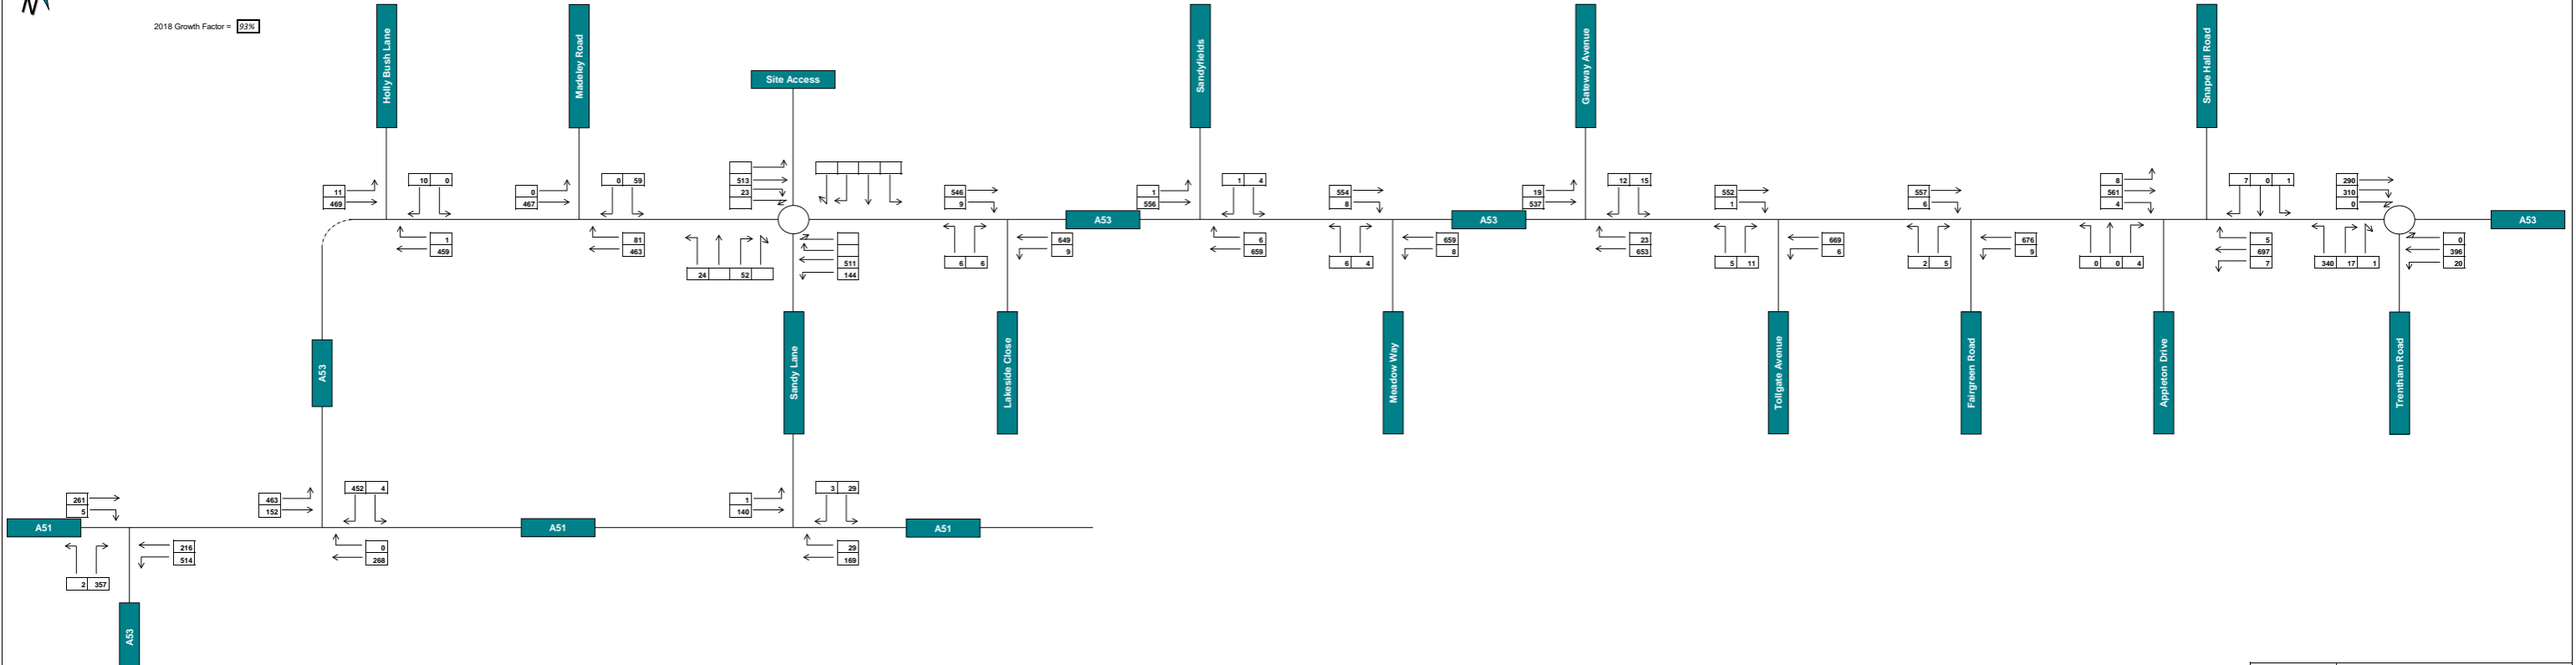 N
2018 Growth Factor = 93%
Holly Bush Lane
Madeley Road
Site Access
Sandyfields
Gateway Avenue
Snape Hall Road
11
469
10 0
1
459
0
467
0 59
81
463
513
23
24 52
511
144
546
9
6 6
649
9
A53
1
556
1 4
6
659
554
8
6 4
659
8
A53
19
537
12 15
23
653
552
1
5 11
669
6
557
6
2 5
676
9
8
561
4
0 0 4
7 0 1
5
697
7
290
310
0
340 17 1
0
396
20
A53
A53
Sandy Lane
Lakeside Close
Meadow Way
Tollgate Avenue
Fairgreen Road
Appleton Drive
Trentham Road
A51
261
5
2 357
216
514
463
152
452 4
0
268
A51
1
140
3 29
29
169
A51
A53